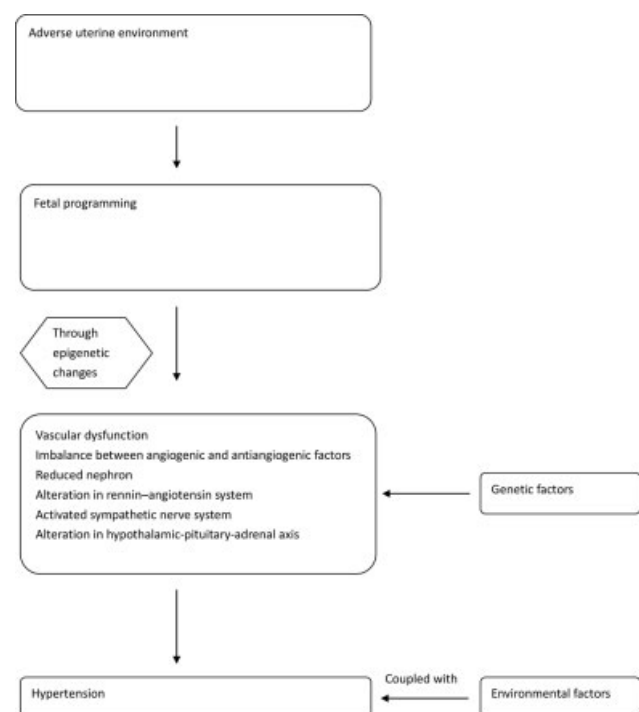 Adverse uterine environment
Fetal programming
Through
epigenetic
changes
Vascular dysfunction
Imbalance between angiogenic and antiangiogenic factors
Reduced nephron
Alteration in rennin–angiotensin system
Activated sympathetic nerve system
Alteration in hypothalamic-pituitary-adrenal axis
Genetic factors
Hypertension
Coupled with
Environmental factors